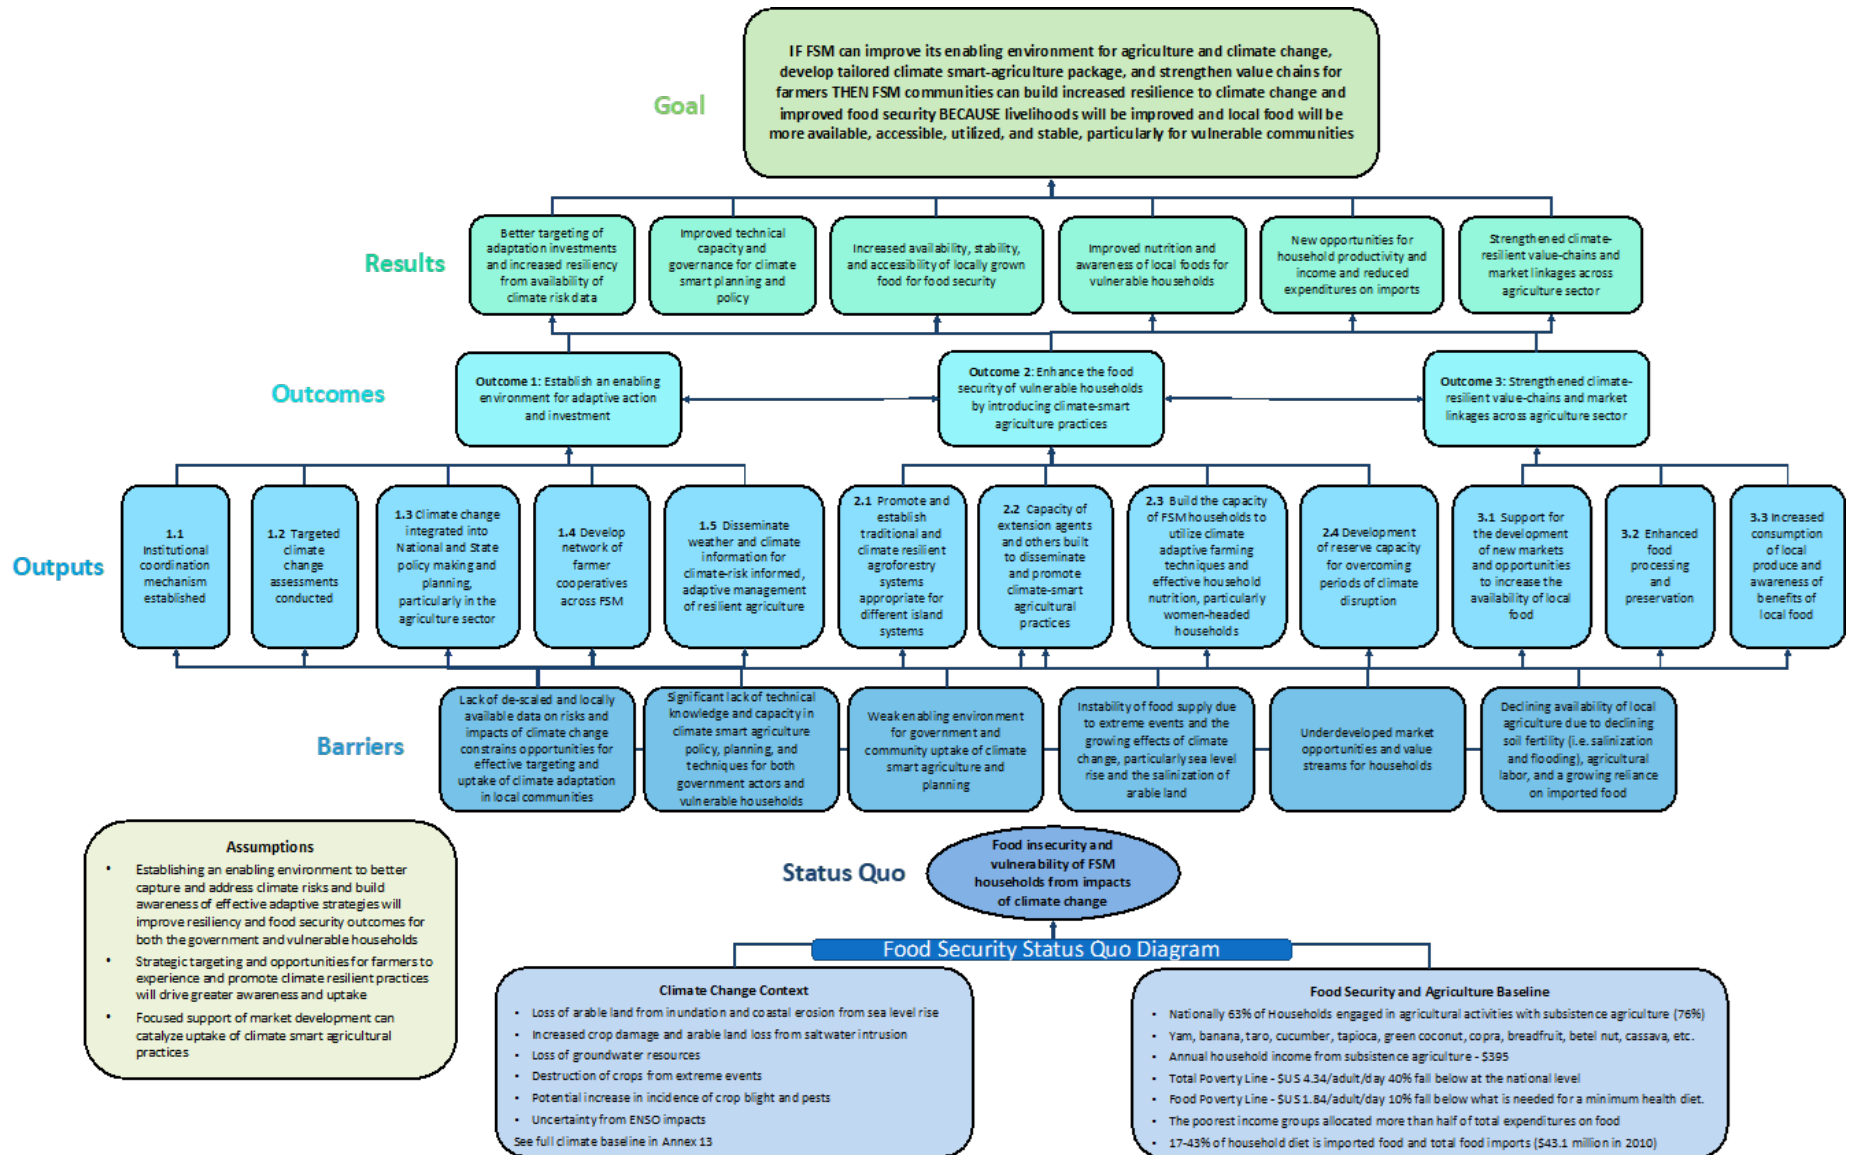 Goal
IF FSM can improve its enabling environment for agriculture and climate change,
develop tailored climate smart-agriculture package, and strengthen value chains for
farmers THEN FSM communities can build increased resilience to climate change and
improved food security BECAUSE livelihoods will be improved and local food will be
more available, accessible, utilized, and stable, particularly for vulnerable communities
Results
Better targeting of
adaptation investments
and increased resiliency
from availability of
climate risk data
Improved technical
capacity and
governance for climate
smart planning and
policy
Increased availability, stability,
and accessibility of locally grown
food for food security
Improved nutrition and
awareness of local foods for
vulnerable households
New opportunities for
household productivity and
income and reduced
expenditures on imports
Strengthened climate-
resilient value-chains and
market linkages across
agriculture sector
Outcomes
Outcome 1: Establish an enabling
environment for adaptive action
and investment
Outcome 2: Enhance the food
security of vulnerable households
by introducing climate-smart
agriculture practices
Outcome 3: Strengthened climate-
resilient value-chains and market
linkages across agriculture sector
Outputs
1.1
Institutional
coordination
mechanism
established
1.2 Targeted
climate
change
assessments
conducted
1.3 Climate change
integrated into
National and State
policy making and
planning,
particularly in the
agriculture sector
1.4 Develop
network of
farmer
cooperatives
across FSM
1.5 Disseminate
weather and climate
information for
climate-risk informed,
adaptive management
of resilient agriculture
2.1 Promote and
establish
traditional and
climate resilient
agroforestry
systems
appropriate for
different island
systems
2.2 Capacity of
extension agents
and others built
to disseminate
and promote
climate-smart
agricultural
practices
2.3 Build the capacity
of FSM households to
utilize climate
adaptive farming
techniques and
effective household
nutrition, particularly
women-headed
households
2.4 Development
of reserve capacity
for overcoming
periods of climate
disruption
3.1 Support for
the development
of new markets
and opportunities
to increase the
availability of local
food
3.2 Enhanced
food
processing
and
preservation
3.3 Increased
consumption
of local
produce and
awareness of
benefits of
local food
Barriers
Lack of de-scaled and locally
available data on risks and
impacts of climate change
constrains opportunities for
effective targeting and
uptake of climate adaptation
in local communities
Significant lack of technical
knowledge and capacity in
climate smart agriculture
policy, planning, and
techniques for both
government actors and
vulnerable households
Weak enabling environment
for government and
community uptake of climate
smart agriculture and
planning
Instability of food supply due
to extreme events and the
growing effects of climate
change, particularly sea level
rise and the salinization of
arable land
Underdeveloped market
opportunities and value
streams for households
Declining availability of local
agriculture due to declining
soil fertility (i.e. salinization
and flooding), agricultural
labor, and a growing reliance
on imported food
Assumptions
• Establishing an enabling environment to better
capture and address climate risks and build
awareness of effective adaptive strategies will
improve resiliency and food security outcomes for
both the government and vulnerable households
• Strategic targeting and opportunities for farmers to
experience and promote climate resilient practices
will drive greater awareness and uptake
• Focused support of market development can
catalyze uptake of climate smart agricultural
practices
Status Quo
Food insecurity and
vulnerability of FSM
households from impacts
of climate change
Food Security Status Quo Diagram
Climate Change Context
• Loss of arable land from inundation and coastal erosion from sea level rise
• Increased crop damage and arable land loss from saltwater intrusion
• Loss of groundwater resources
• Destruction of crops from extreme events
• Potential increase in incidence of crop blight and pests
• Uncertainty from ENSO impacts
See full climate baseline in Annex 13
Food Security and Agriculture Baseline
• Nationally 63% of Households engaged in agricultural activities with subsistence agriculture (76%)
• Yam, banana, taro, cucumber, tapioca, green coconut, copra, breadfruit, betel nut, cassava, etc.
• Annual household income from subsistence agriculture - $395
• Total Poverty Line - $US 4.34/adult/day 40% fall below at the national level
• Food Poverty Line - $US 1.84/adult/day 10% fall below what is needed for a minimum health diet.
• The poorest income groups allocated more than half of total expenditures on food
• 17-43% of household diet is imported food and total food imports ($43.1 million in 2010)